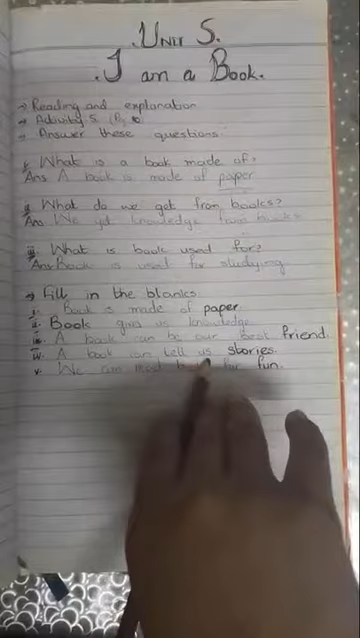 Unit 5.
I am a Book.
→ Reading and explanation
→ Activity 5
→ Answer these questions.
i. What is a book made of?
Ans A book is made of paper
ii. What do we get from books?
Ans We get knowledge from books
iii. What is book used for?
Ans Book is used for studying
→ Fill in the blanks
i. Book is made of paper.
ii. Book gives us knowledge
iii. A book can be our best friend.
iv. A book can tell us stories.
v. We can read for fun.